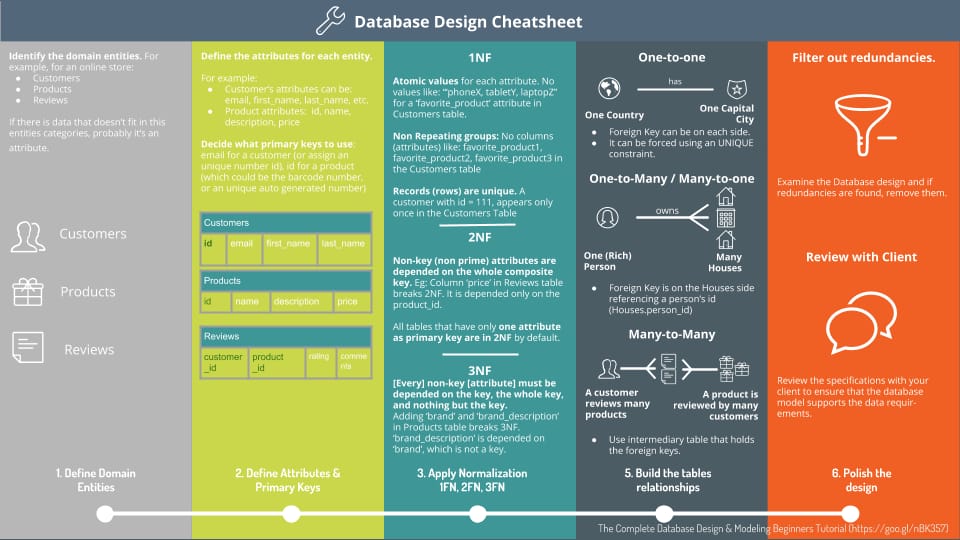 Database Design Cheatsheet
Identify the domain entities. For
example, for an online store:
● Customers
● Products
● Reviews
If there is data that doesn't fit in this
entities categories, probably it's an
attribute.
Customers
Products
Reviews
1. Define Domain
Entities
Define the attributes for each entity.
For example:
● Customer's attributes can be:
email, first_name, last_name, etc.
● Product attributes: id, name,
description, price
Decide what primary keys to use:
email for a customer (or assign an
unique number id), id for a product
(which could be the barcode number,
or an unique auto generated number)
Customers
id email first_name last_name
Products
id name description price
Reviews
customer product rating comme
_id _id nts
2. Define Attributes &
Primary Keys
1NF
Atomic values for each attribute. No
values like: '"phoneX, tabletY, laptopZ"
for a 'favorite_product' attribute in
Customers table.
Non Repeating groups: No columns
(attributes) like: favorite_product1,
favorite_product2, favorite_product3 in
the Customers table
Records (rows) are unique. A
customer with id = 111, appears only
once in the Customers Table
2NF
Non-key (non prime) attributes are
depended on the whole composite
key. Eg: Column 'price' in Reviews table
breaks 2NF. It is depended only on the
product_id.
All tables that have only one attribute
as primary key are in 2NF by default.
3NF
[Every] non-key [attribute] must be
depended on the key, the whole key,
and nothing but the key.
Adding 'brand' and 'brand_description'
in Products table breaks 3NF.
'brand_description' is depended on
'brand', which is not a key.
3. Apply Normalization
1FN, 2FN, 3FN
One-to-one
has
One Country
One Capital
City
● Foreign Key can be on each side.
● It can be forced using an UNIQUE
constraint.
One-to-Many / Many-to-one
owns
One (Rich)
Person
Many
Houses
● Foreign Key is on the Houses side
referencing a person's id
(Houses.person_id)
Many-to-Many
A customer
reviews many
products
A product is
reviewed by many
customers
● Use intermediary table that holds
the foreign keys.
5. Build the tables
relationships
Filter out redundancies.
Examine the Database design and if
redundancies are found, remove them.
Review with Client
Review the specifications with your
client to ensure that the database
model supports the data requir-
ements.
6. Polish the
design
The Complete Database Design & Modeling Beginners Tutorial (https://goo.gl/nBK357)